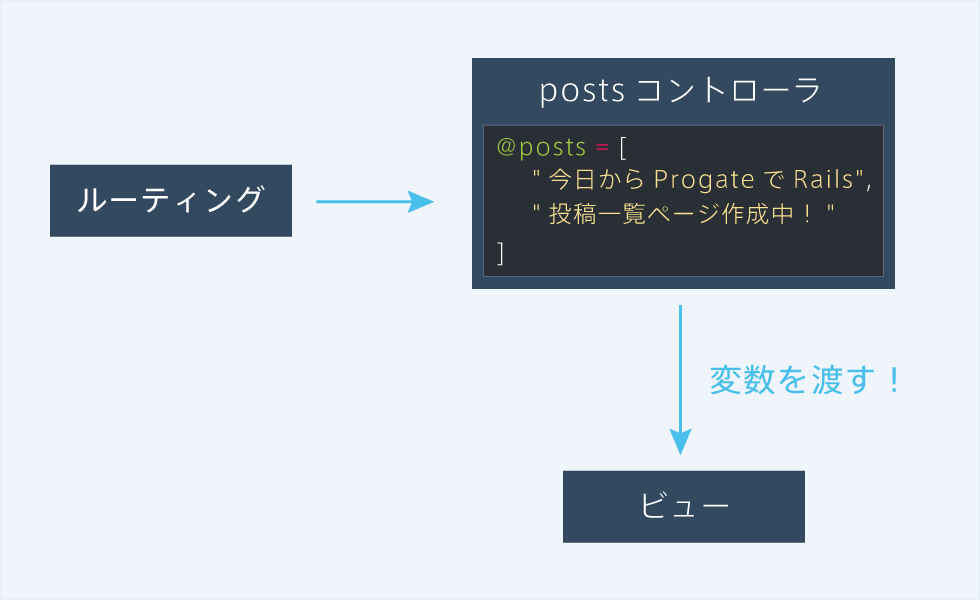 posts コントローラ
@posts = [
"今日から Progate で Rails",
"投稿一覧ページ作成中！"
]
ルーティング
変数を渡す！
ビュー